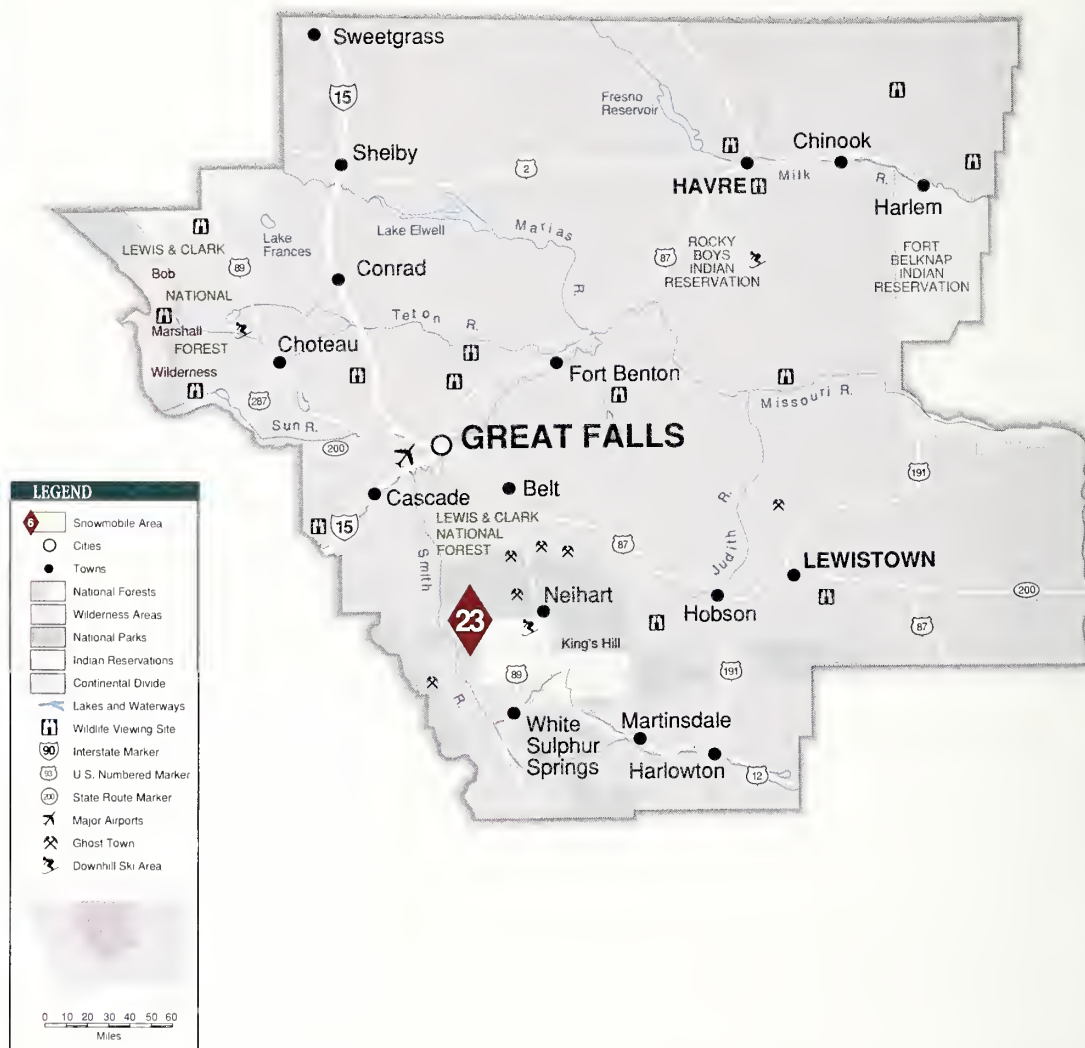 Sweetgrass
15
Fresno
Reservoir
Shelby
2
Chinook
HAVRE
Milk
R.
Harlem
LEWIS & CLARK
Lake
Frances
Lake Elwell
Marias
R.
89
Bob
NATIONAL
Conrad
87
ROCKY
BOYS
INDIAN
RESERVATION
FORT
BELKNAP
INDIAN
RESERVATION
Teton
R.
Marshall
FOREST
Choteau
Wilderness
Fort Benton
287
Sun R.
200
Missouri R.
GREAT FALLS
191
Cascade
Belt
15
LEWIS & CLARK
NATIONAL
FOREST
Smith
R.
87
Judith
R.
LEWISTOWN
200
Neihart
23
Hobson
87
King's Hill
89
191
White
Sulphur
Springs
Martinsdale
Harlowton
12
LEGEND
6 Snowmobile Area
Cities
Towns
National Forests
Wilderness Areas
National Parks
Indian Reservations
Continental Divide
Lakes and Waterways
Wildlife Viewing Site
90 Interstate Marker
93 U.S. Numbered Marker
200 State Route Marker
Major Airports
Ghost Town
Downhill Ski Area
0 10 20 30 40 50 60
Miles